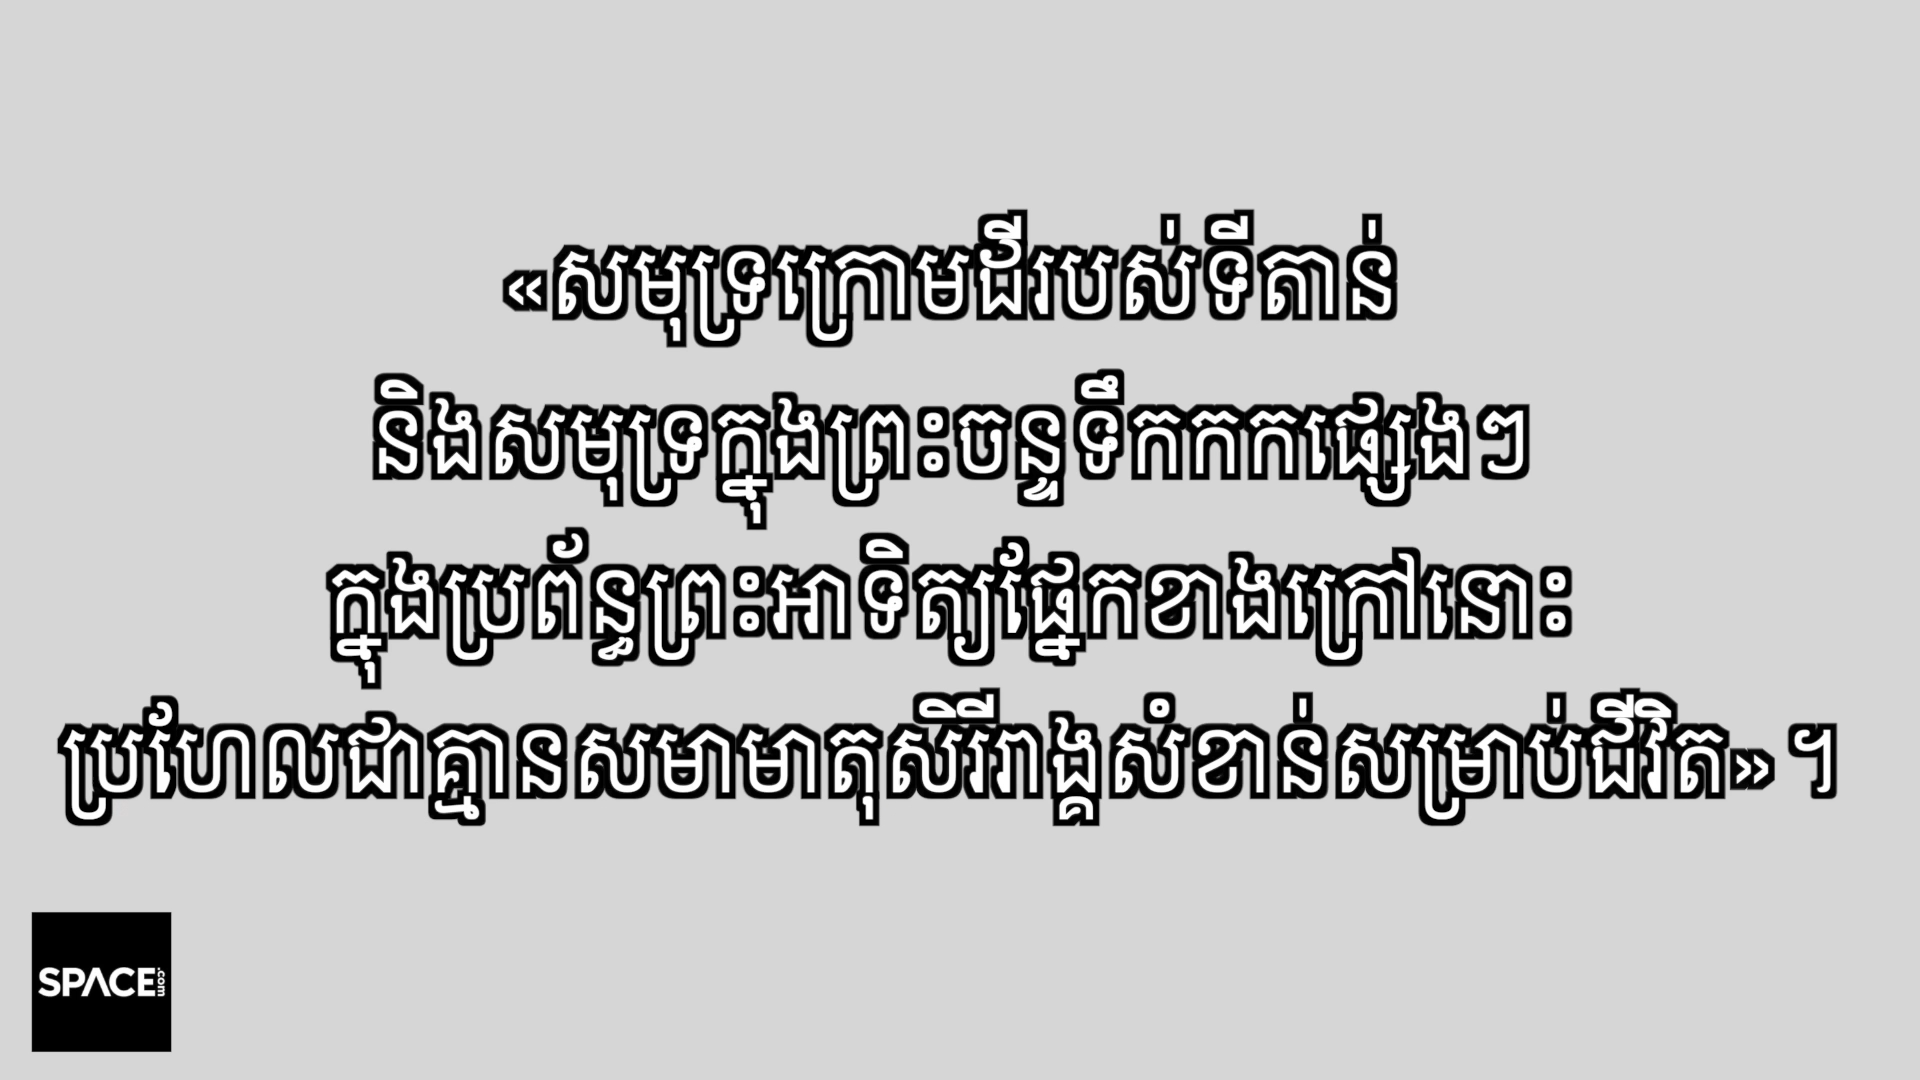 «សមុទ្រក្រោមដីរបស់ទីតាន់
និងសមុទ្រក្នុងព្រះចន្ទទឹកកកផ្សេងៗ
ក្នុងប្រព័ន្ធព្រះអាទិត្យផ្នែកខាងក្រៅនោះ
ប្រហែលជាគ្មានសមាមាតុសិរីរាង្គសំខាន់សម្រាប់ជីវិត»។
SPACE.com